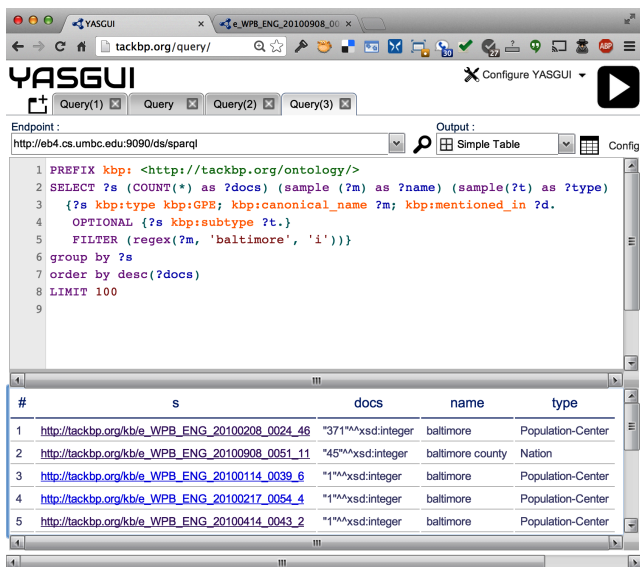 YASGUI
e_WPB_ENG_20100908_00
tackbp.org/query/
30
27
ABP
YASGUI
Configure YASGUI
Query(1)
Query
Query(2)
Query(3)
Endpoint :
Output :
http://eb4.cs.umbc.edu:9090/ds/sparql
Simple Table
Config
1 PREFIX kbp: <http://tackbp.org/ontology/>
2 SELECT ?s (COUNT(*) as ?docs) (sample (?m) as ?name) (sample(?t) as ?type)
3 {?s kbp:type kbp:GPE; kbp:canonical_name ?m; kbp:mentioned_in ?d.
4 OPTIONAL {?s kbp:subtype ?t.}
5 FILTER (regex(?m, 'baltimore', 'i'))}
6 group by ?s
7 order by desc(?docs)
8 LIMIT 100
9
# s docs name type
1 http://tackbp.org/kb/e_WPB_ENG_20100208_0024_46 "371"^^xsd:integer baltimore Population-Center
2 http://tackbp.org/kb/e_WPB_ENG_20100908_0051_11 "45"^^xsd:integer baltimore county Nation
3 http://tackbp.org/kb/e_WPB_ENG_20100114_0039_6 "1"^^xsd:integer baltimore Population-Center
4 http://tackbp.org/kb/e_WPB_ENG_20100217_0054_4 "1"^^xsd:integer baltimore Population-Center
5 http://tackbp.org/kb/e_WPB_ENG_20100414_0043_2 "1"^^xsd:integer baltimore Population-Center